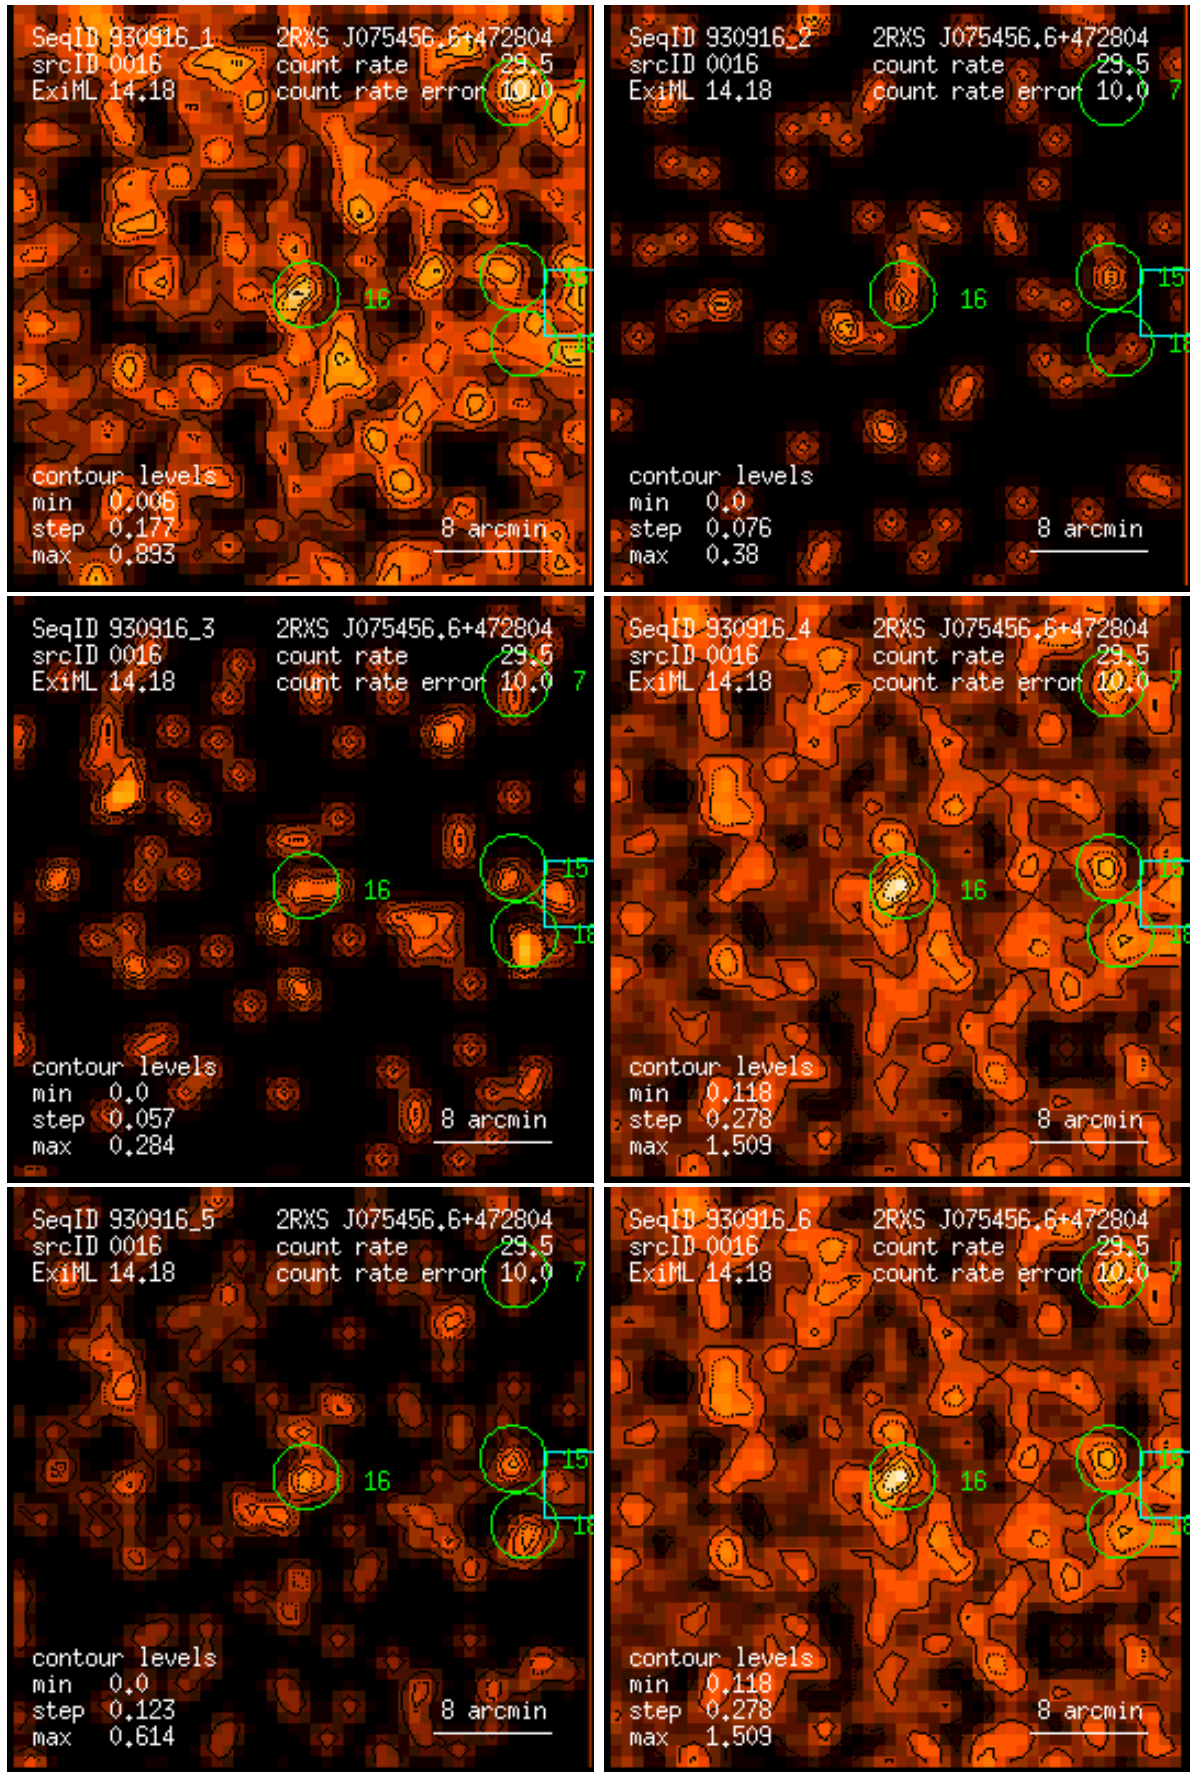 SeqID 930916_1 2RXS J075456.6+472804
srcID 0016 count rate 29.5
ExiML 14.18 count rate error 10.0 7
15
16
18
contour levels
min 0.006
step 0.177 8 arcmin
max 0.893
SeqID 930916_2 2RXS J075456.6+472804
srcID 0016 count rate 29.5
ExiML 14.18 count rate error 10.0 7
15
16
18
contour levels
min 0.0
step 0.076 8 arcmin
max 0.38
SeqID 930916_3 2RXS J075456.6+472804
srcID 0016 count rate 29.5
ExiML 14.18 count rate error 10.0 7
15
16
18
contour levels
min 0.0
step 0.057 8 arcmin
max 0.284
SeqID 930916_4 2RXS J075456.6+472804
srcID 0016 count rate 29.5
ExiML 14.18 count rate error 10.0 7
15
16
18
contour levels
min 0.118
step 0.278 8 arcmin
max 1.509
SeqID 930916_5 2RXS J075456.6+472804
srcID 0016 count rate 29.5
ExiML 14.18 count rate error 10.0 7
15
16
18
contour levels
min 0.0
step 0.123 8 arcmin
max 0.614
SeqID 930916_6 2RXS J075456.6+472804
srcID 0016 count rate 29.5
ExiML 14.18 count rate error 10.0 7
15
16
18
contour levels
min 0.118
step 0.278 8 arcmin
max 1.509